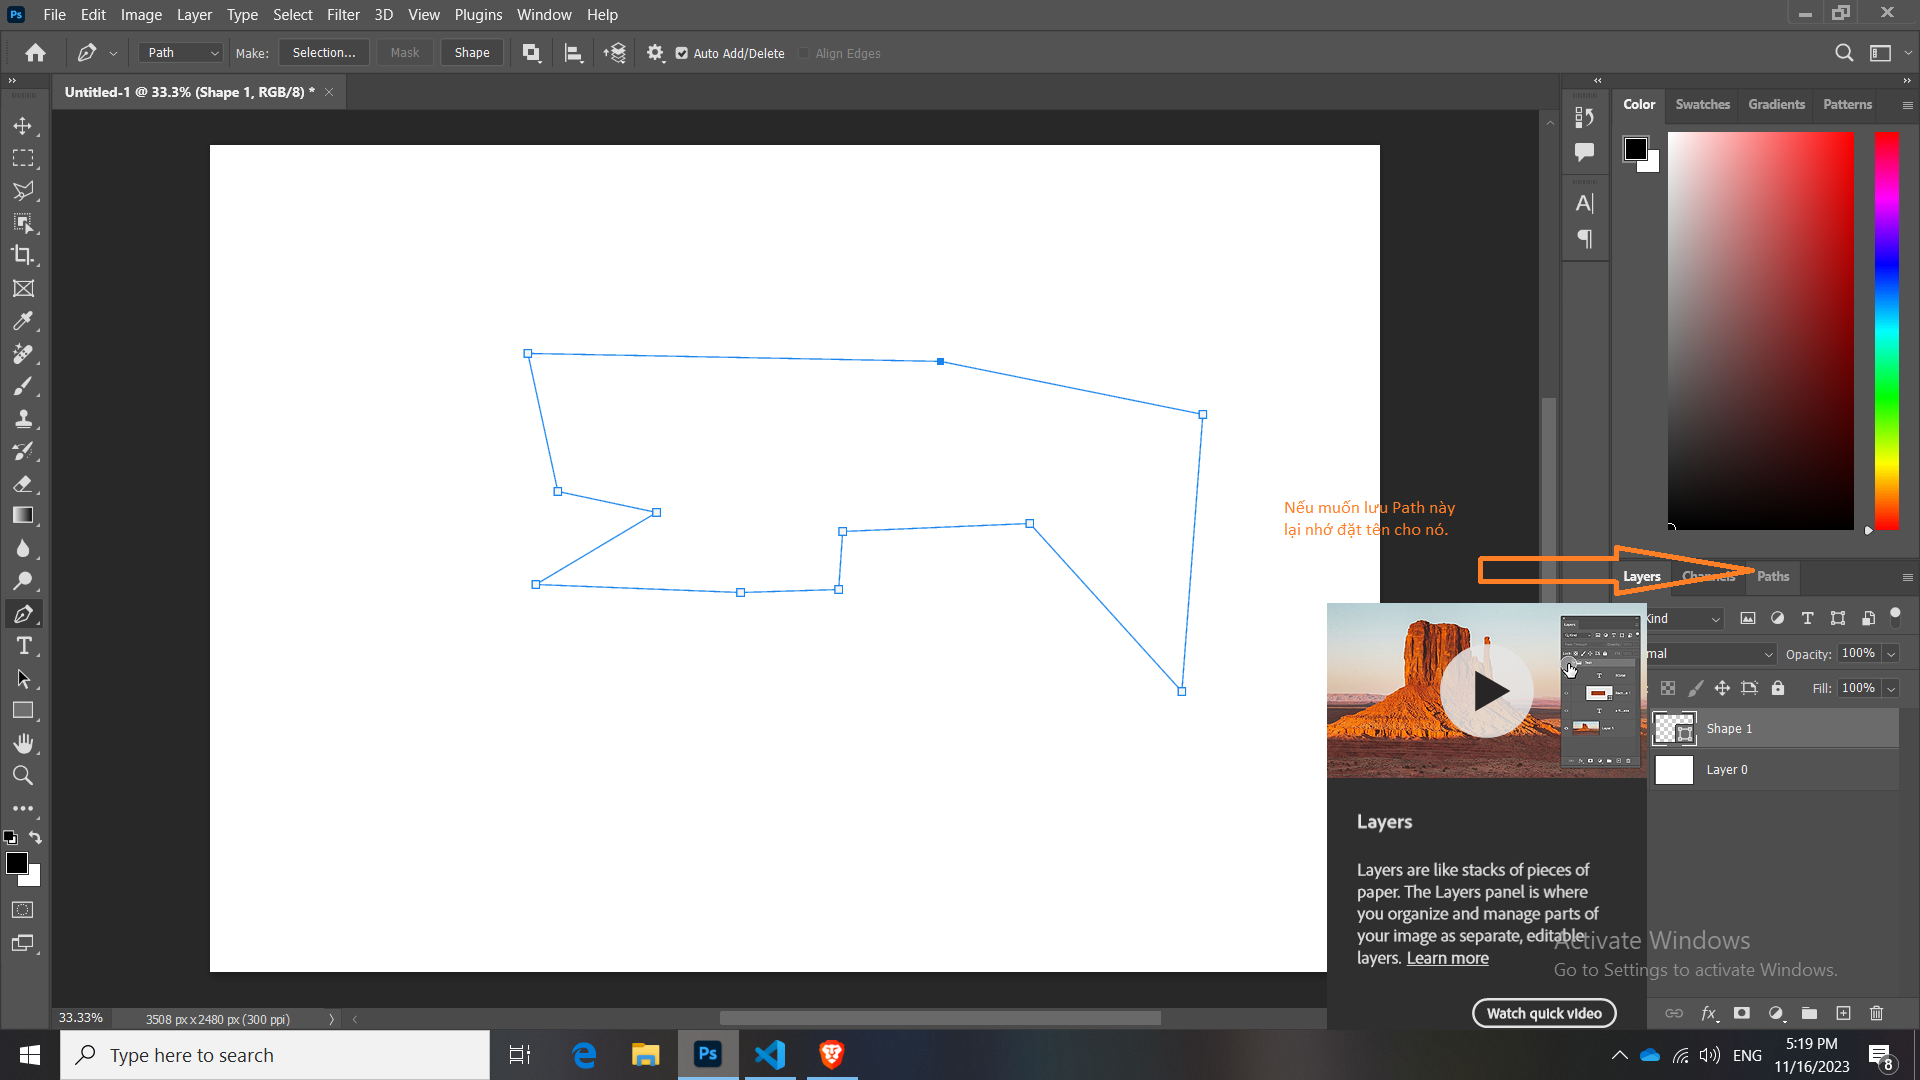 Ps File Edit Image Layer Type Select Filter 3D View Plugins Window Help
Path Make: Selection... Mask Shape Auto Add/Delete Align Edges
Untitled-1 @ 33.3% (Shape 1, RGB/8) *
Color Swatches Gradients Patterns
Nếu muốn lưu Path này
lại nhớ đặt tên cho nó.
Layers Channels Paths
Kind
mal Opacity: 100%
Fill: 100%
Shape 1
Layer 0
Layers
Layers are like stacks of pieces of
paper. The Layers panel is where
you organize and manage parts of
your image as separate, editable
layers. Learn more
Watch quick video
Activate Windows
Go to Settings to activate Windows.
33.33% 3508 px x 2480 px (300 ppi)
Type here to search
Ps
ENG
5:19 PM
11/16/2023
8